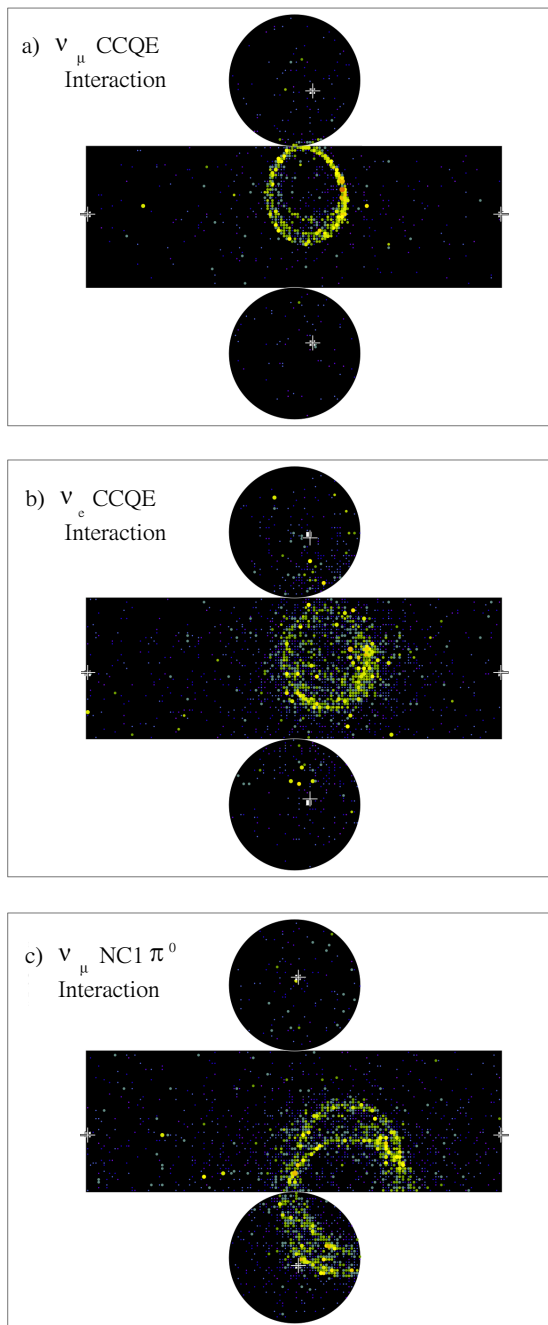 a) ν μ CCQE
Interaction
b) ν e CCQE
Interaction
c) ν μ NC1 π 0
Interaction